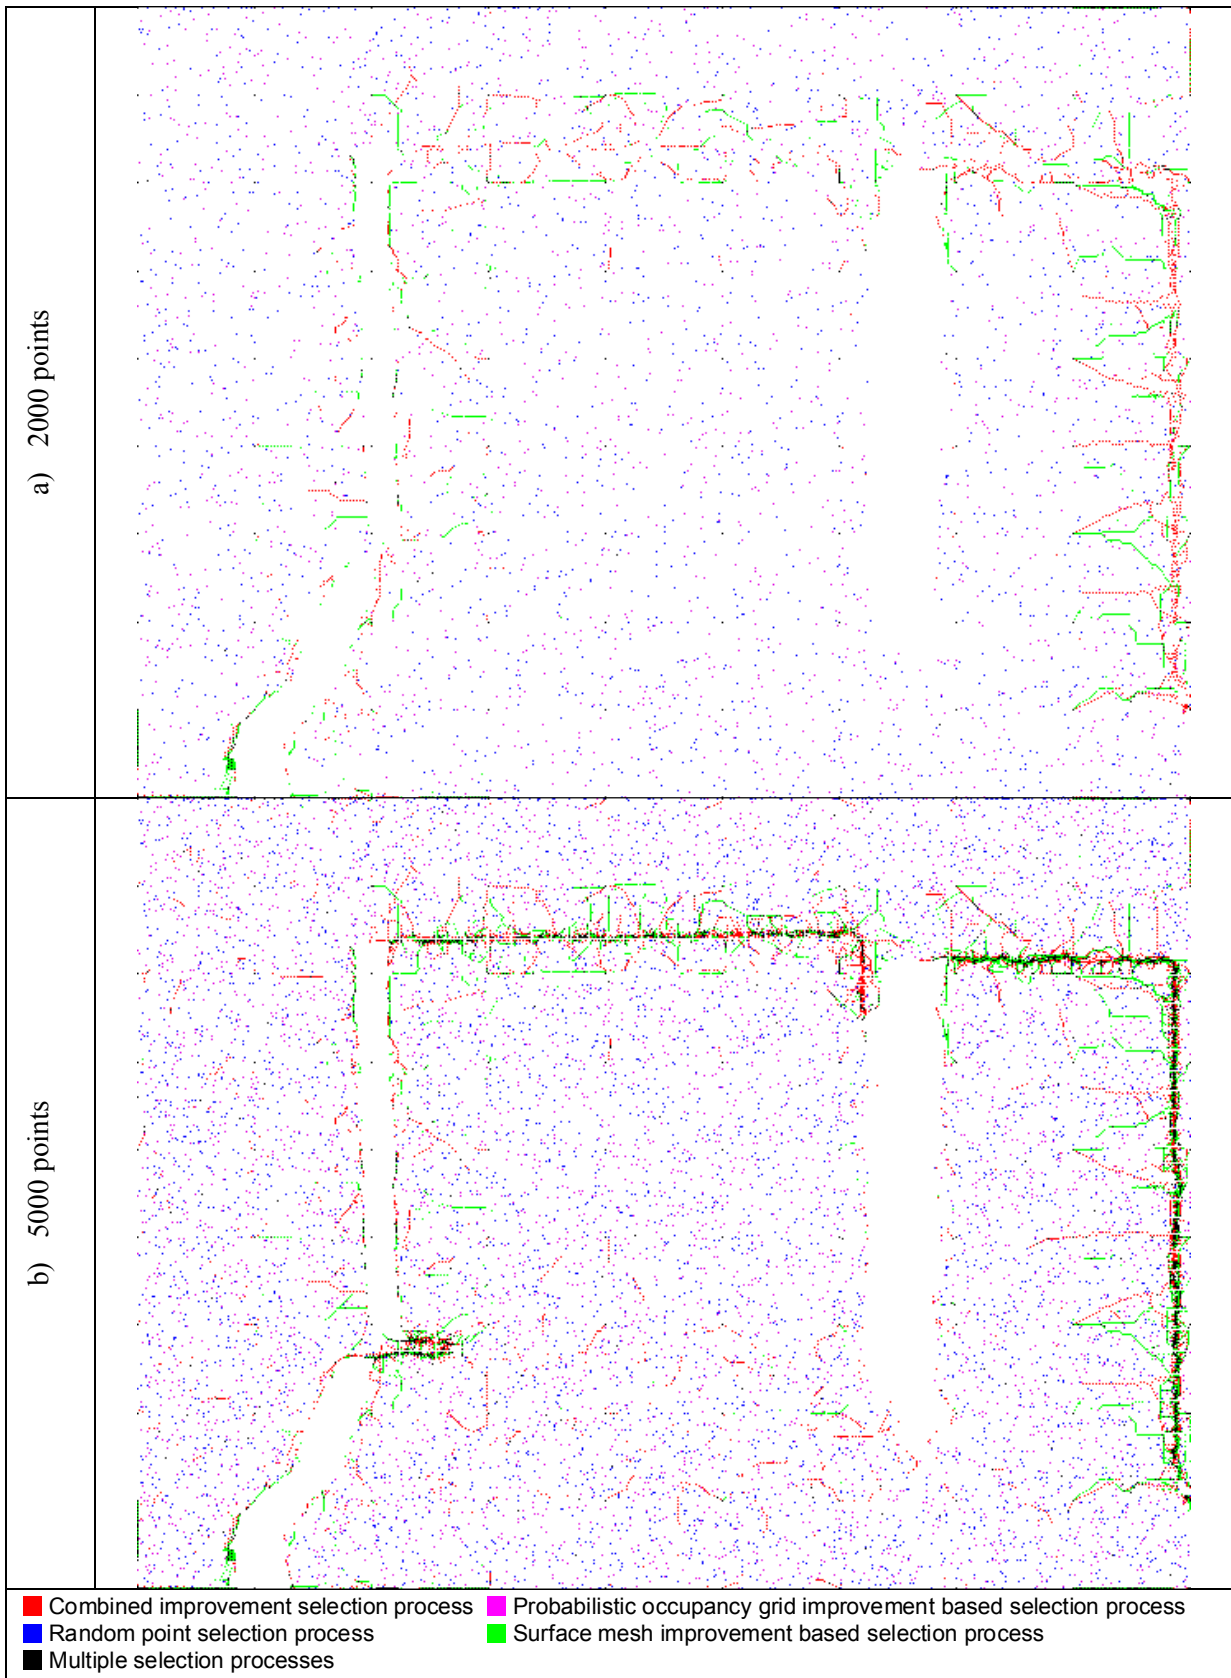 a) 2000 points
b) 5000 points
Combined improvement selection process
Probabilistic occupancy grid improvement based selection process
Random point selection process
Surface mesh improvement based selection process
Multiple selection processes